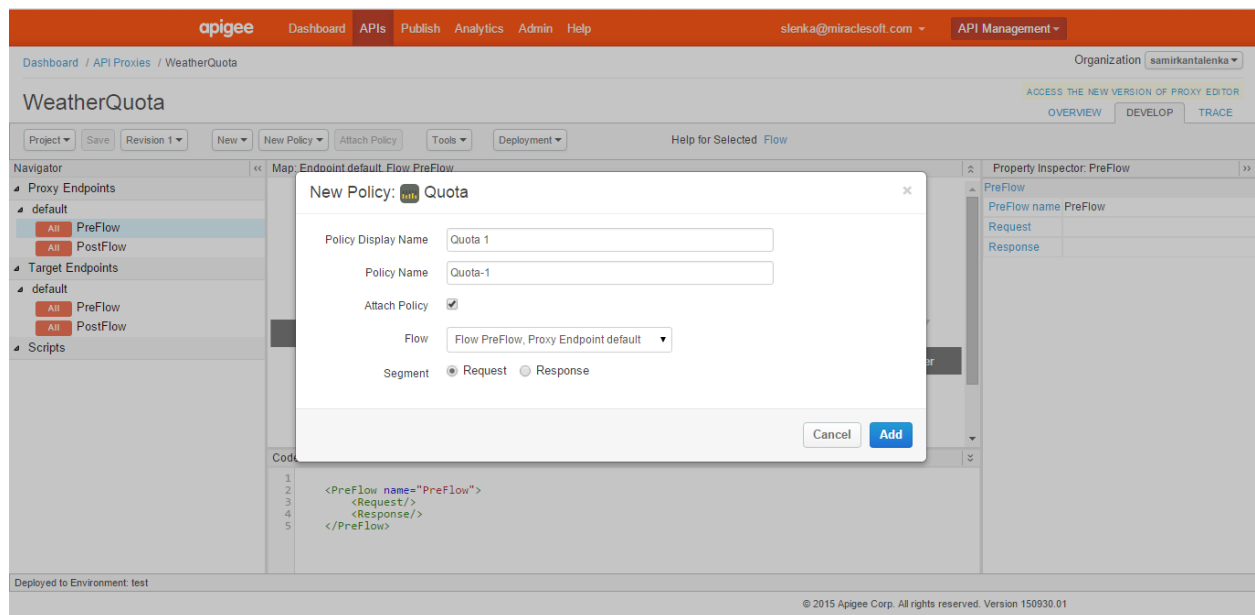 apigee Dashboard APIs Publish Analytics Admin Help slenka@miraclesoft.com API Management
Dashboard / API Proxies / WeatherQuota Organization samirkantalenka
WeatherQuota ACCESS THE NEW VERSION OF PROXY EDITOR
OVERVIEW DEVELOP TRACE
Project Save Revision 1 New New Policy Attach Policy Tools Deployment Help for Selected Flow
Navigator Map: Endpoint default, Flow PreFlow Property Inspector: PreFlow
Proxy Endpoints
default
All PreFlow
All PostFlow
Target Endpoints
default
All PreFlow
All PostFlow
Scripts
New Policy: Quota
Policy Display Name Quota 1
Policy Name Quota-1
Attach Policy
Flow Flow PreFlow, Proxy Endpoint default
Segment Request Response
Cancel Add
PreFlow
PreFlow name PreFlow
Request
Response
Code
1
2 <PreFlow name="PreFlow">
3 <Request/>
4 <Response/>
5 </PreFlow>
Deployed to Environment: test
© 2015 Apigee Corp. All rights reserved. Version 150930.01